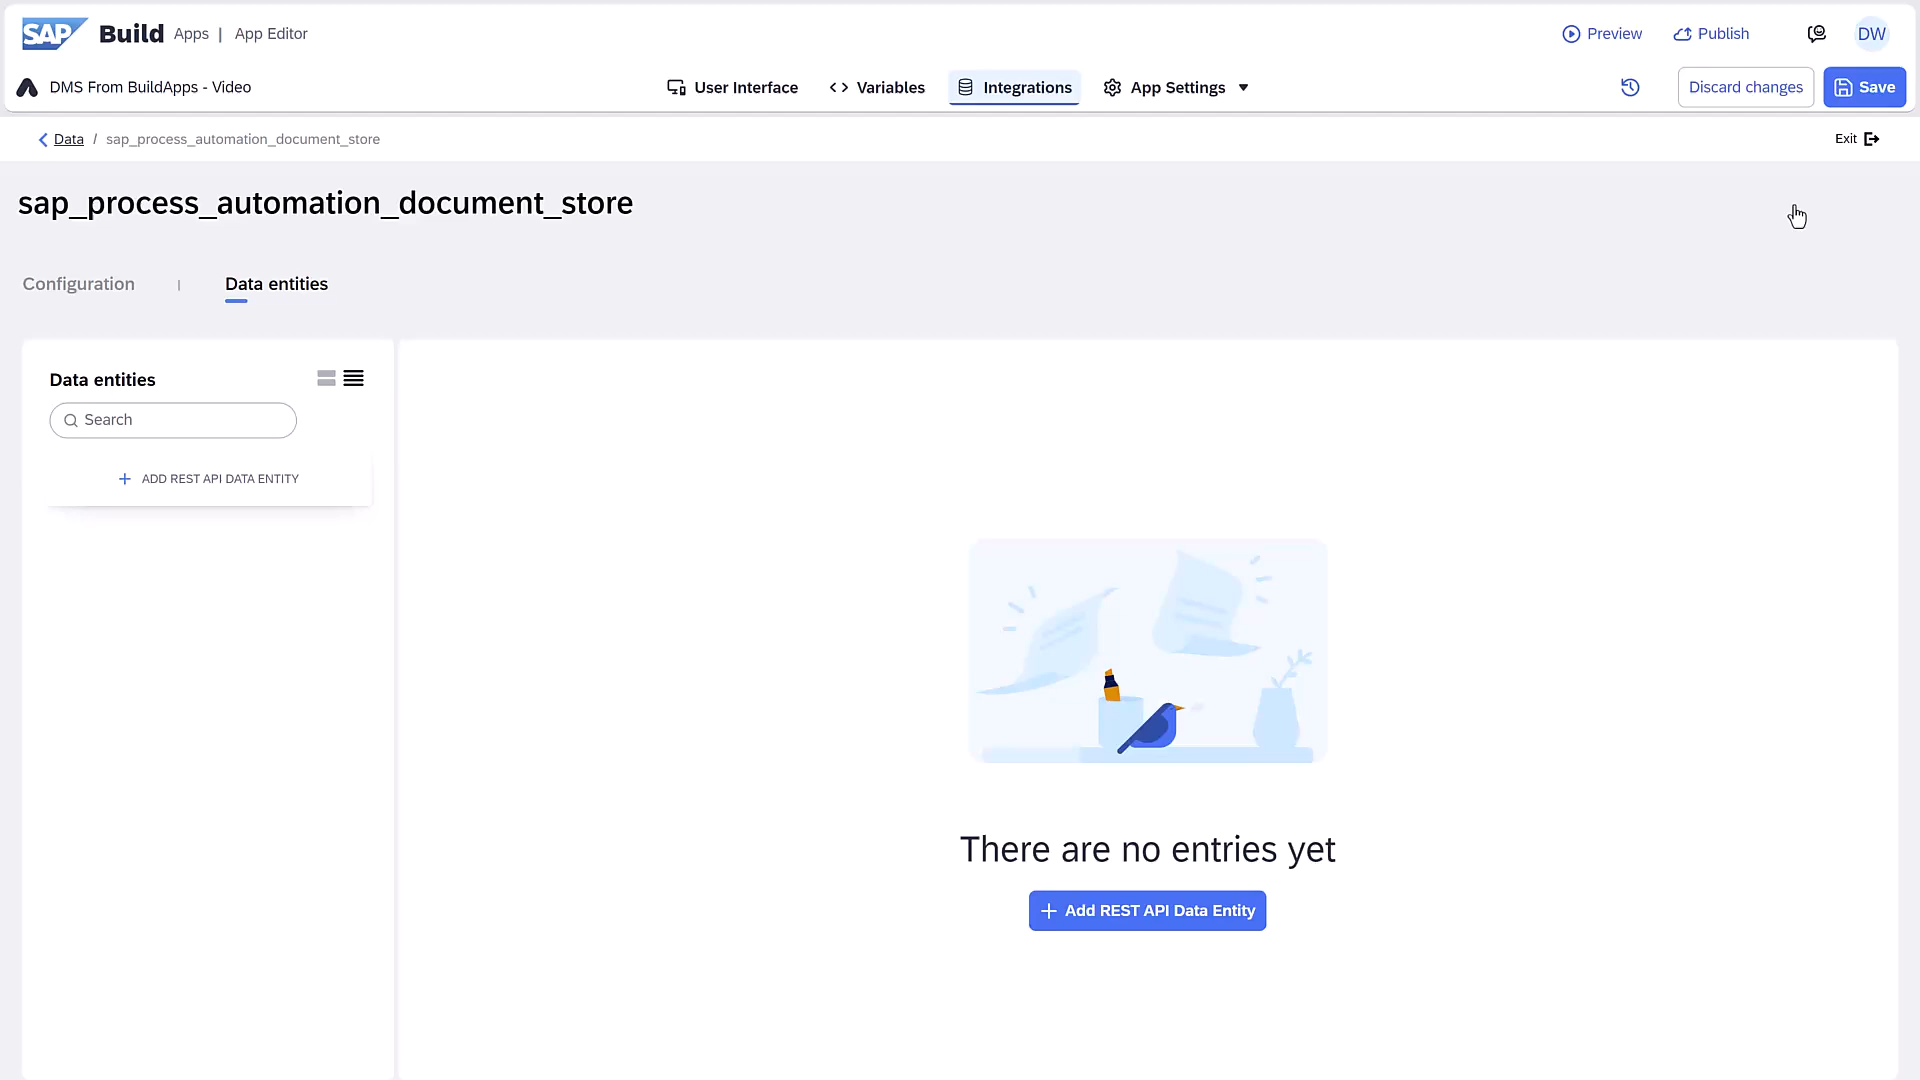 SAP Build Apps | App Editor
Preview
Publish
DW
DMS From BuildApps - Video
User Interface
Variables
Integrations
App Settings
Discard changes
Save
Data / sap_process_automation_document_store
Exit
sap_process_automation_document_store
Configuration | Data entities
Data entities
Search
ADD REST API DATA ENTITY
There are no entries yet
Add REST API Data Entity